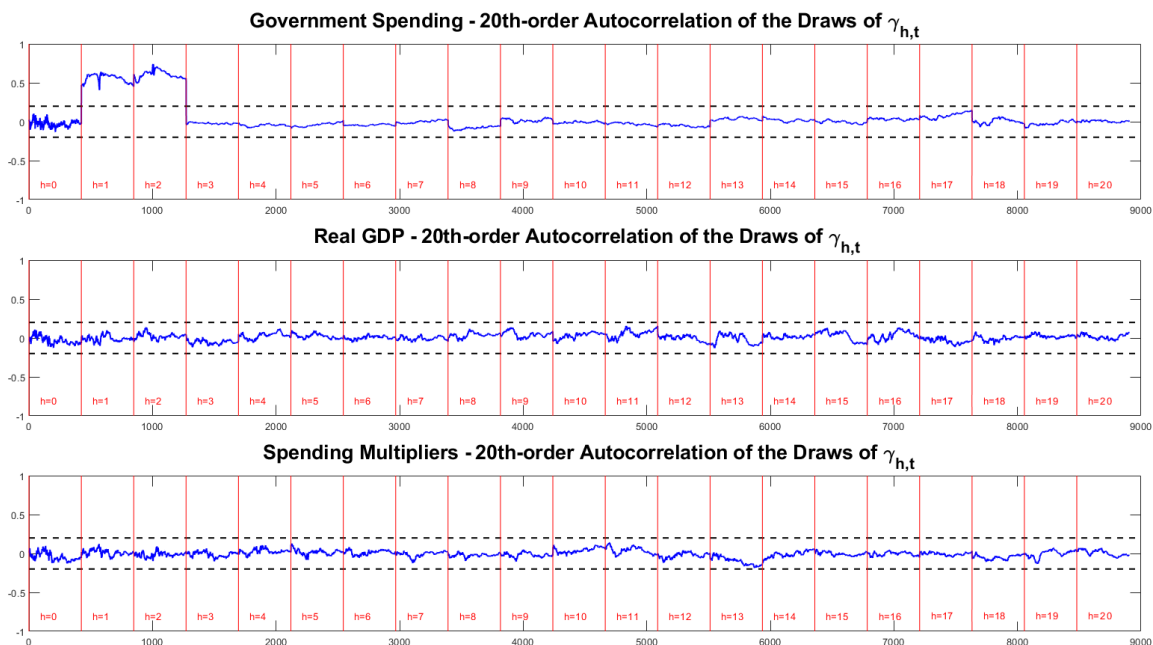 Government Spending - 20th-order Autocorrelation of the Draws of γh,t
1
0.5
0
-0.5
-1
h=0 h=1 h=2 h=3 h=4 h=5 h=6 h=7 h=8 h=9 h=10 h=11 h=12 h=13 h=14 h=15 h=16 h=17 h=18 h=19 h=20
0 1000 2000 3000 4000 5000 6000 7000 8000 9000
Real GDP - 20th-order Autocorrelation of the Draws of γh,t
1
0.5
0
-0.5
-1
h=0 h=1 h=2 h=3 h=4 h=5 h=6 h=7 h=8 h=9 h=10 h=11 h=12 h=13 h=14 h=15 h=16 h=17 h=18 h=19 h=20
0 1000 2000 3000 4000 5000 6000 7000 8000 9000
Spending Multipliers - 20th-order Autocorrelation of the Draws of γh,t
1
0.5
0
-0.5
-1
h=0 h=1 h=2 h=3 h=4 h=5 h=6 h=7 h=8 h=9 h=10 h=11 h=12 h=13 h=14 h=15 h=16 h=17 h=18 h=19 h=20
0 1000 2000 3000 4000 5000 6000 7000 8000 9000